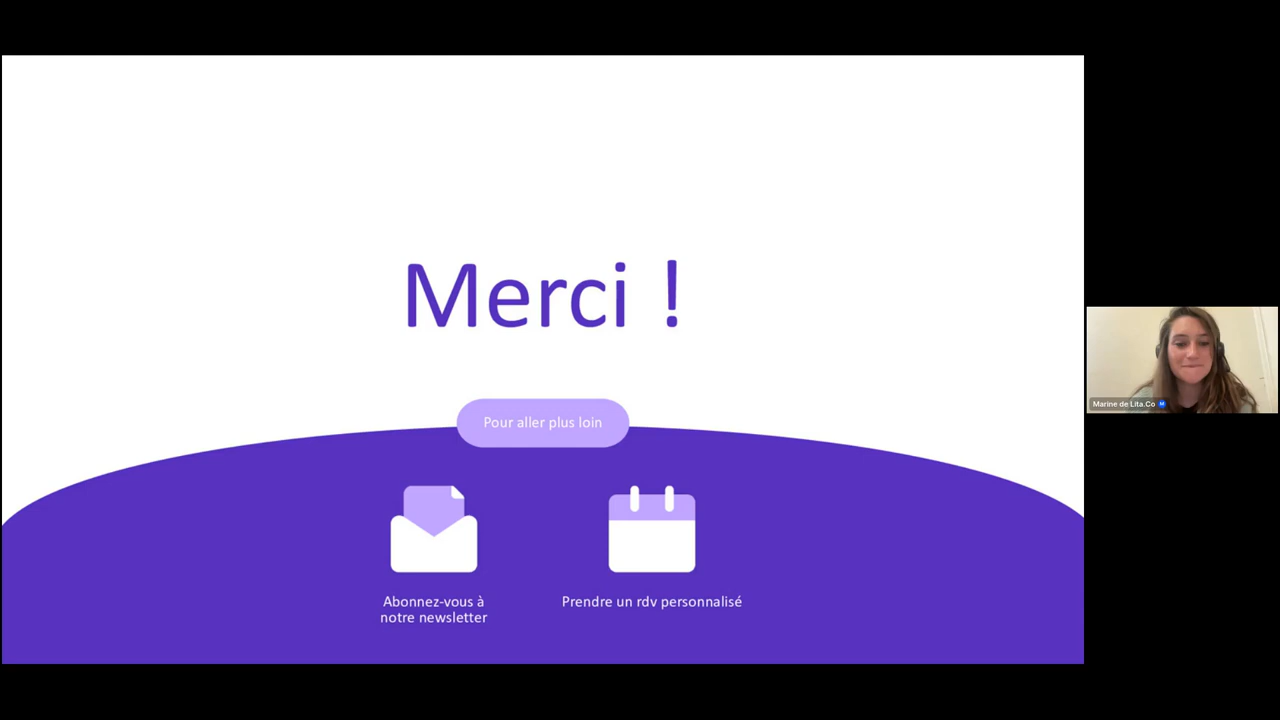 Merci !
Pour aller plus loin
Abonnez-vous à
notre newsletter
Prendre un rdv personnalisé
Marine de Lita.Co